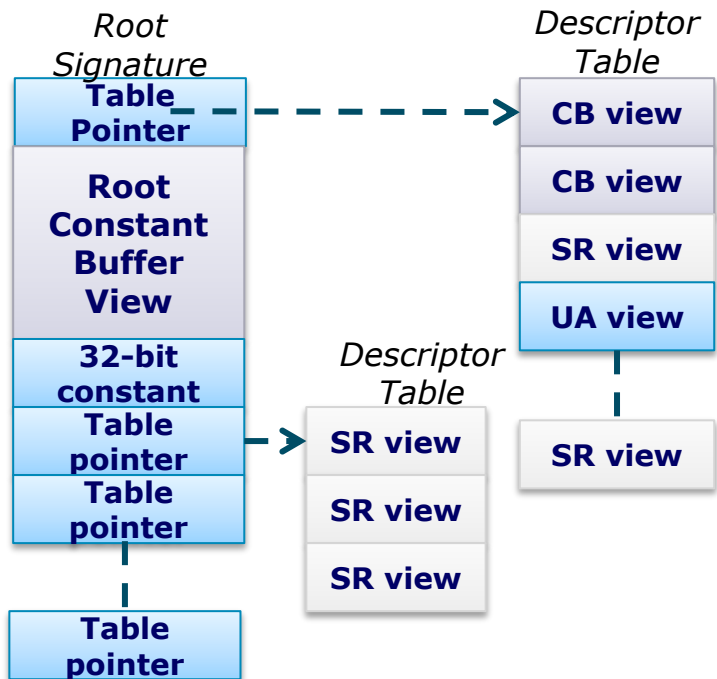 Root
Signature
Table
Pointer
Root
Constant
Buffer
View
32-bit
constant
Table
pointer
Table
pointer
Table
pointer
Descriptor
Table
SR view
SR view
SR view
Descriptor
Table
CB view
CB view
SR view
UA view
SR view